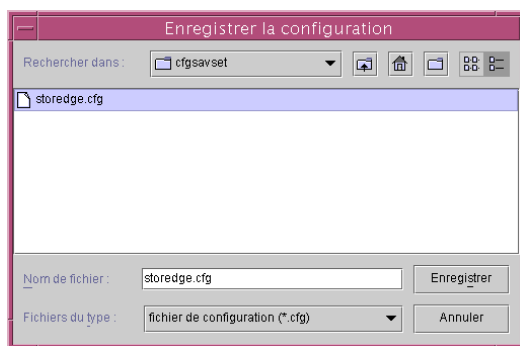 Enregistrer la configuration
Rechercher dans : cfgsavset
storedge.cfg
Nom de fichier : storedge.cfg Enregistrer
Fichiers du type : fichier de configuration (*.cfg) Annuler